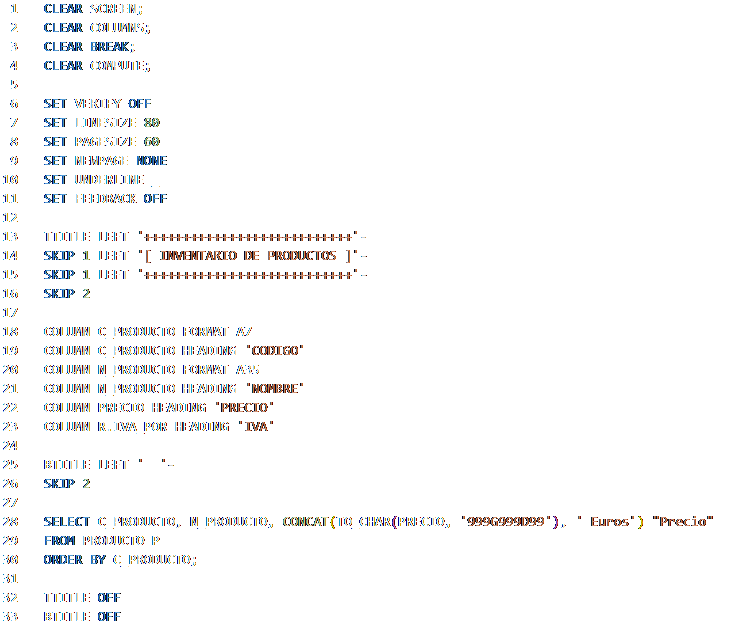 1 CLEAR SCREEN;
2 CLEAR COLUMNS;
3 CLEAR BREAK;
4 CLEAR COMPUTE;
5
6 SET VERIFY OFF
7 SET LINESIZE 80
8 SET PAGESIZE 60
9 SET NEWPAGE NONE
10 SET UNDERLINE _
11 SET FEEDBACK OFF
12
13 TTITLE LEFT '+++++++++++++++++++++++++++'-
14 SKIP 1 LEFT '[ INVENTARIO DE PRODUCTOS ]'-
15 SKIP 1 LEFT '+++++++++++++++++++++++++++'-
16 SKIP 2
17
18 COLUMN C_PRODUCTO FORMAT A7
19 COLUMN C_PRODUCTO HEADING 'CODIGO'
20 COLUMN N_PRODUCTO FORMAT A35
21 COLUMN N_PRODUCTO HEADING 'NOMBRE'
22 COLUMN PRECIO HEADING 'PRECIO'
23 COLUMN R.IVA_POR HEADING 'IVA'
24
25 BTITLE LEFT '  '-
26 SKIP 2
27
28 SELECT C_PRODUCTO, N_PRODUCTO, CONCAT(TO_CHAR(PRECIO, '999G999D99'), ' Euros') "Precio"
29 FROM PRODUCTO P
30 ORDER BY C_PRODUCTO;
31
32 TTITLE OFF
33 BTITLE OFF